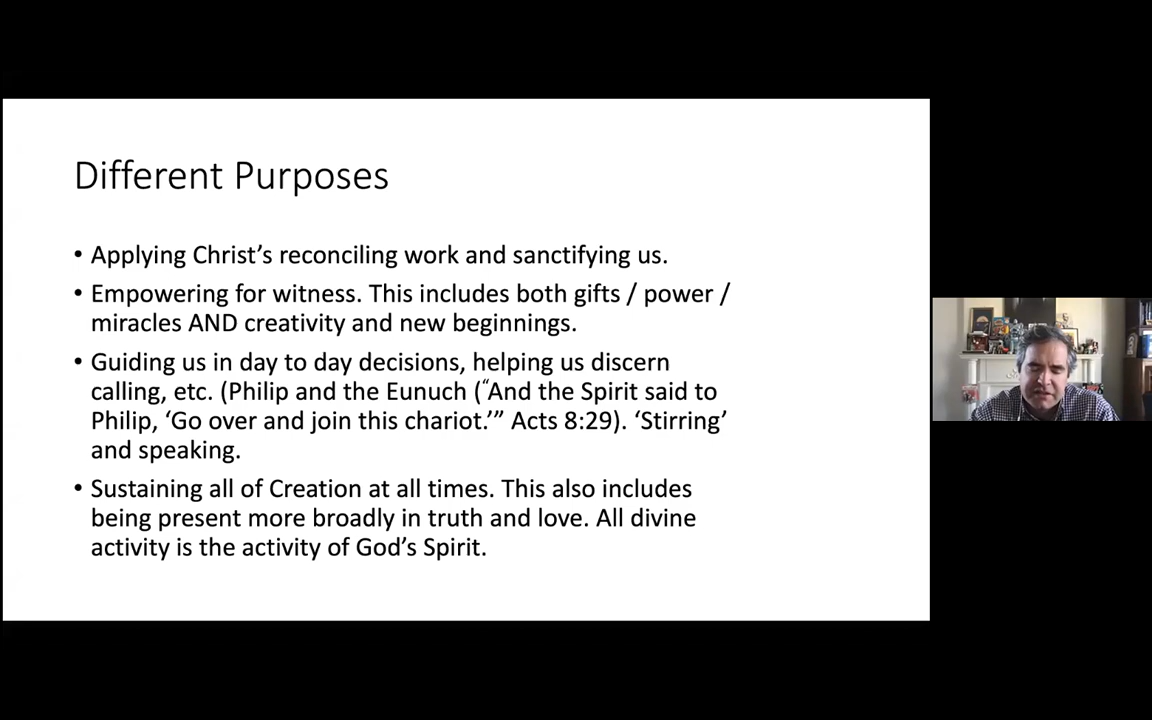 Different Purposes
• Applying Christ’s reconciling work and sanctifying us.
• Empowering for witness. This includes both gifts / power /
miracles AND creativity and new beginnings.
• Guiding us in day to day decisions, helping us discern
calling, etc. (Philip and the Eunuch (“And the Spirit said to
Philip, ‘Go over and join this chariot.’” Acts 8:29). ‘Stirring’
and speaking.
• Sustaining all of Creation at all times. This also includes
being present more broadly in truth and love. All divine
activity is the activity of God’s Spirit.